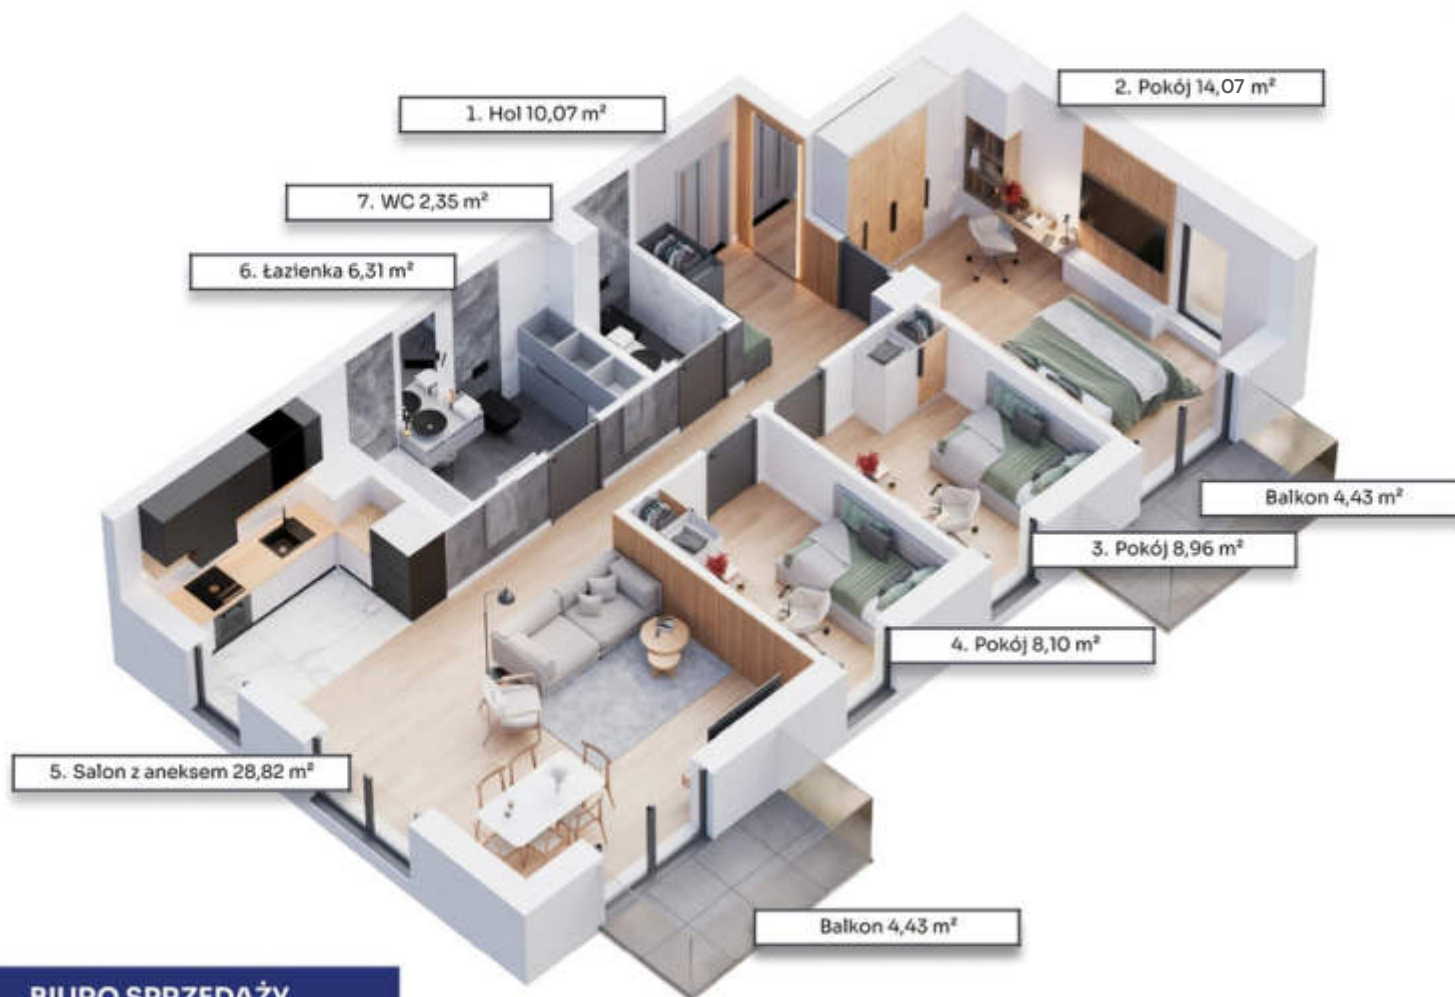 2. Pokój 14,07 m²
1. Hol 10,07 m²
7. WC 2,35 m²
6. Łazienka 6,31 m²
Balkon 4,43 m²
3. Pokój 8,96 m²
4. Pokój 8,10 m²
5. Salon z aneksem 28,82 m²
Balkon 4,43 m²
BIURO SPRZEDAŻY